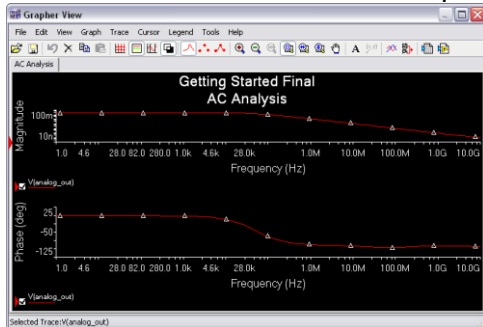 Grapher View
File Edit View Graph Trace Cursor Legend Tools Help
AC Analysis
Getting Started Final
AC Analysis
Magnitude
100m
10n
1.0 4.6 28.0 82.0 280.0 1.0k 4.6k 28.0k 1.0M 10.0M 100.0M 1.0G 10.0G
Frequency (Hz)
V(analog_out)
Phase (deg)
25
-50
-125
1.0 4.6 28.0 82.0 280.0 1.0k 4.6k 28.0k 1.0M 10.0M 100.0M 1.0G 10.0G
Frequency (Hz)
V(analog_out)
Selected Trace:V(analog_out)